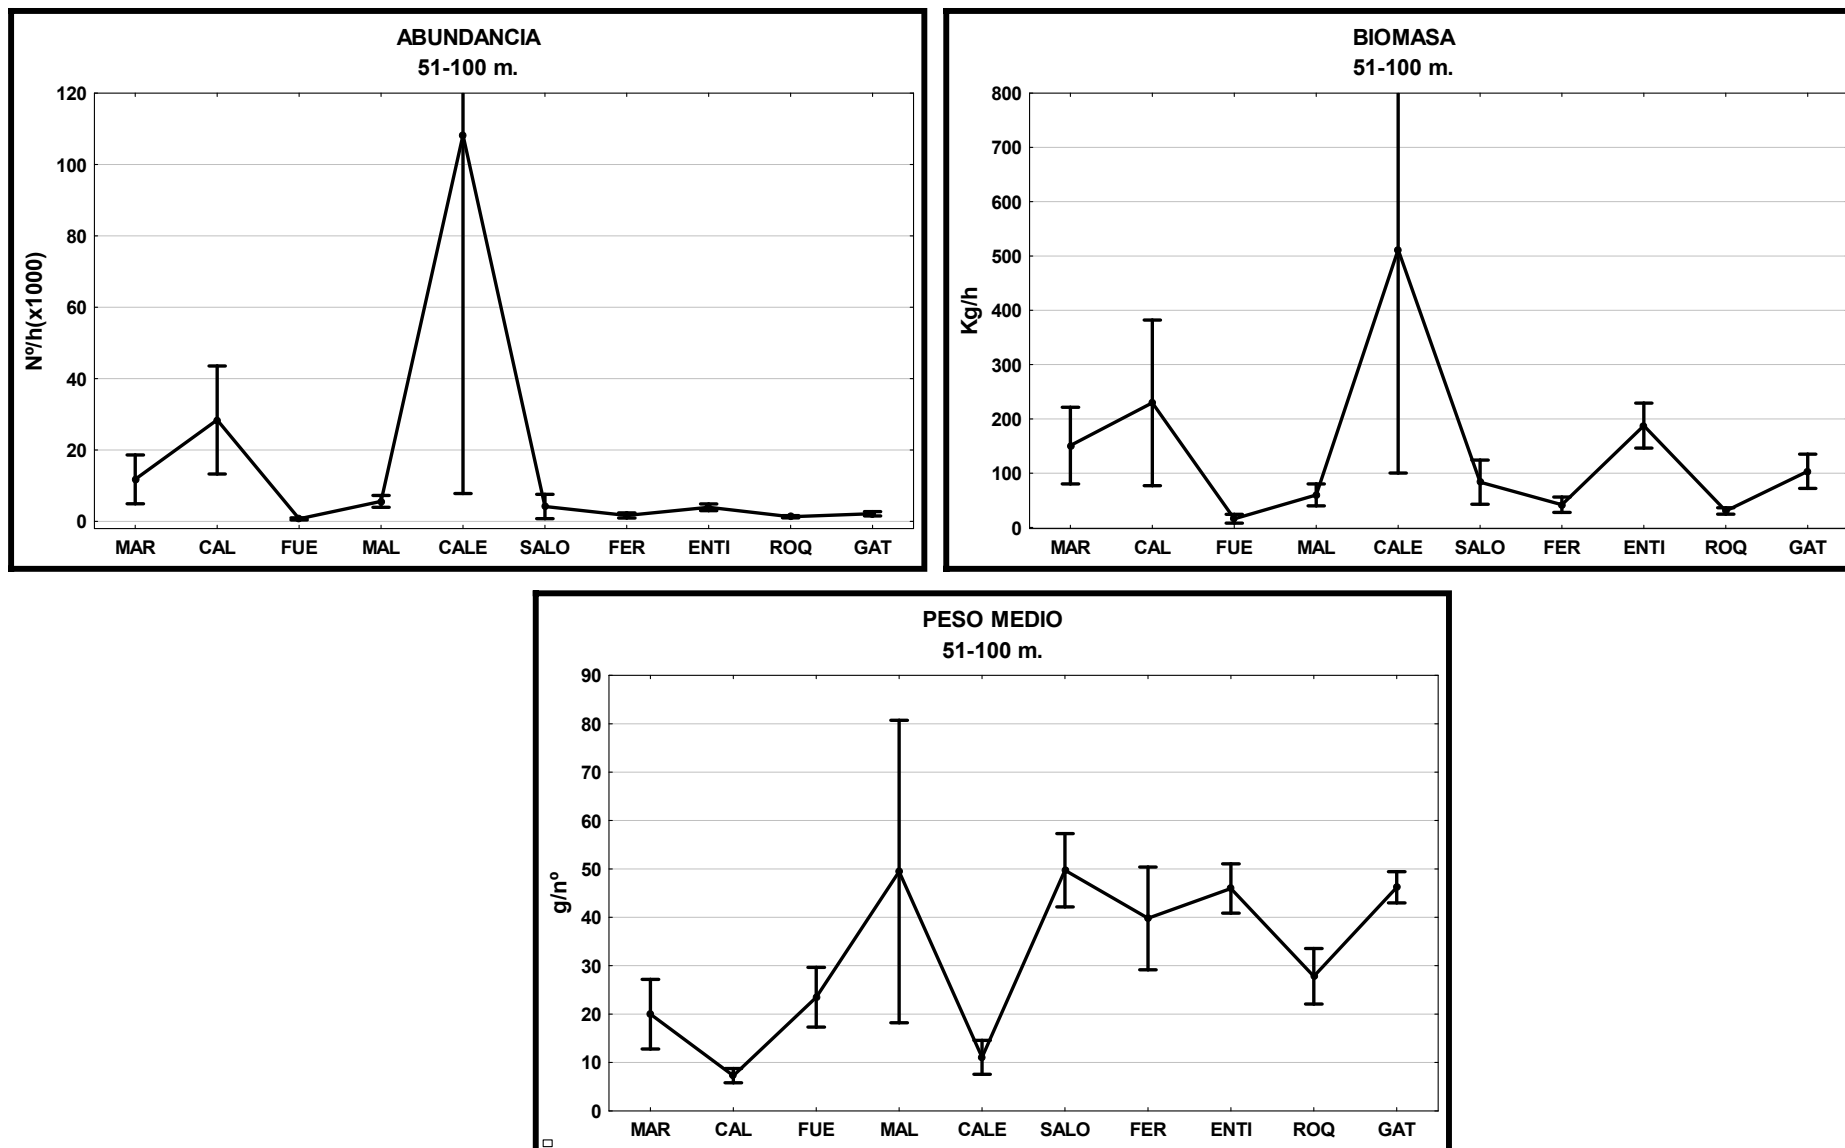 ABUNDANCIA
51-100 m.
Nº/h(x1000)
120
100
80
60
40
20
0
MAR CAL FUE MAL CALE SALO FER ENTI ROQ GAT
BIOMASA
51-100 m.
Kg/h
800
700
600
500
400
300
200
100
0
MAR CAL FUE MAL CALE SALO FER ENTI ROQ GAT
PESO MEDIO
51-100 m.
g/nº
90
80
70
60
50
40
30
20
10
0
MAR CAL FUE MAL CALE SALO FER ENTI ROQ GAT